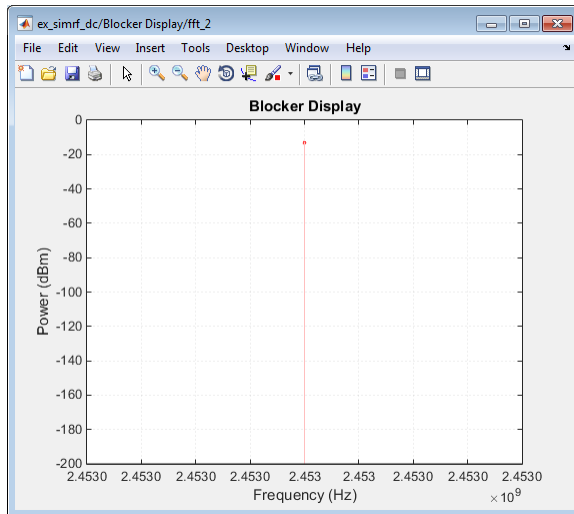 ex_simrf_dc/Blocker Display/fft_2
File Edit View Insert Tools Desktop Window Help
Blocker Display
0
-20
-40
-60
-80
-100
-120
-140
-160
-180
-200
Power (dBm)
2.4530 2.4530 2.4530 2.4530 2.453 2.4530 2.4530 2.4530 2.4530
Frequency (Hz)
×10⁹